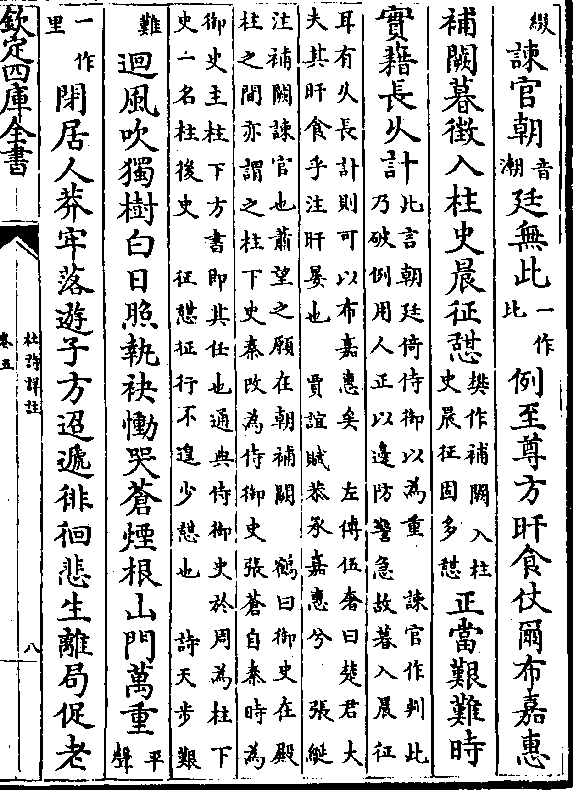 綴諫官朝音潮廷無此一作比例至尊方旰食仗爾布嘉惠
補闕暮徵入柱史晨征憩樊作補闕入柱史晨征固多憩正當艱難時
實藉長久計此言朝廷倚侍御以為重 諫官作判此
乃破例用人正以邊防警急故暮入晨征
耳有久長計則可以布嘉惠矣 左傳伍奢曰楚君大
夫其旰食乎注旰晏也 賈誼賦恭承嘉惠兮 張綖
注補闕諫官也蕭望之願在朝補闕 鶴曰御史在殿
柱之間亦謂之柱下史秦改為侍御史張蒼自秦時為
御史主柱下方書即其任也通典侍御史於周為柱下
史一名柱後史 征憩征行不遑少憩也 詩天步艱
難迴風吹獨樹白日照執袂慟哭蒼煙根山門萬重平聲
一作里閉居人莽牢落遊子方迢遞徘徊悲生離局促老
欽定四庫全書
杜詩詳註
卷五
八